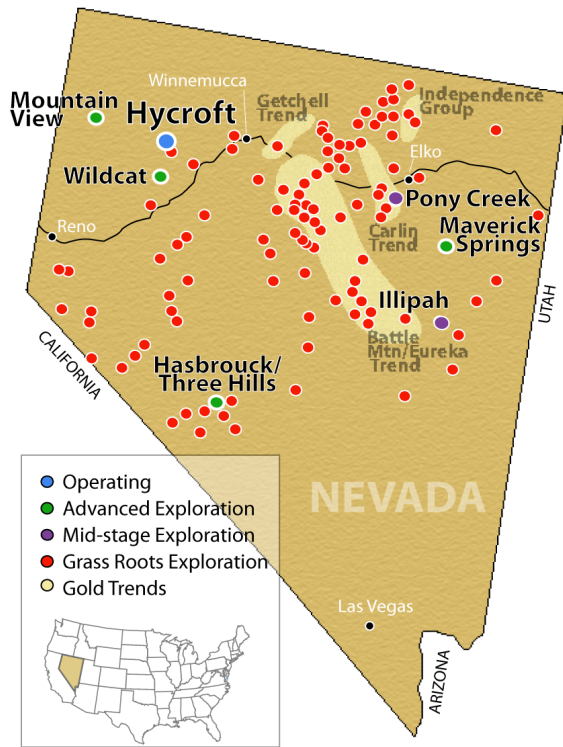 Winnemucca
Mountain
View
Hycroft
Getchell
Trend
Independence
Group
Elko
Wildcat
Pony Creek
Reno
Carlin
Trend
Maverick
Springs
Illipah
UTAH
Battle
Mtn/Eureka
Trend
CALIFORNIA
Hasbrouck/
Three Hills
NEVADA
Operating
Advanced Exploration
Mid-stage Exploration
Grass Roots Exploration
Gold Trends
Las Vegas
ARIZONA